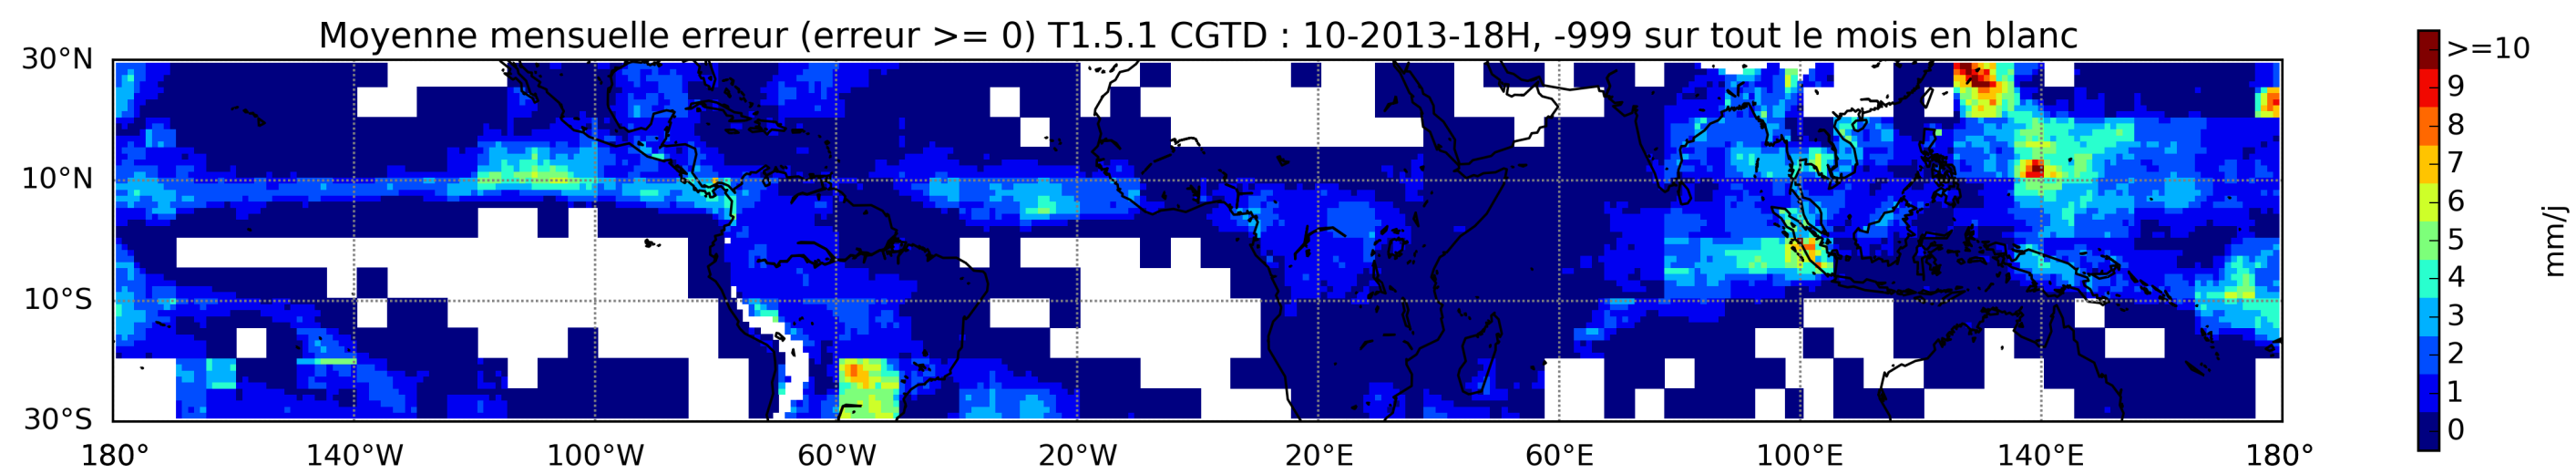 Moyenne mensuelle erreur (erreur >= 0) T1.5.1 CGTD : 10-2013-18H, -999 sur tout le mois en blanc
30°N
10°N
10°S
30°S
180° 140°W 100°W 60°W 20°W 20°E 60°E 100°E 140°E 180°
>=10
9
8
7
6
5
4
3
2
1
0
mm/j